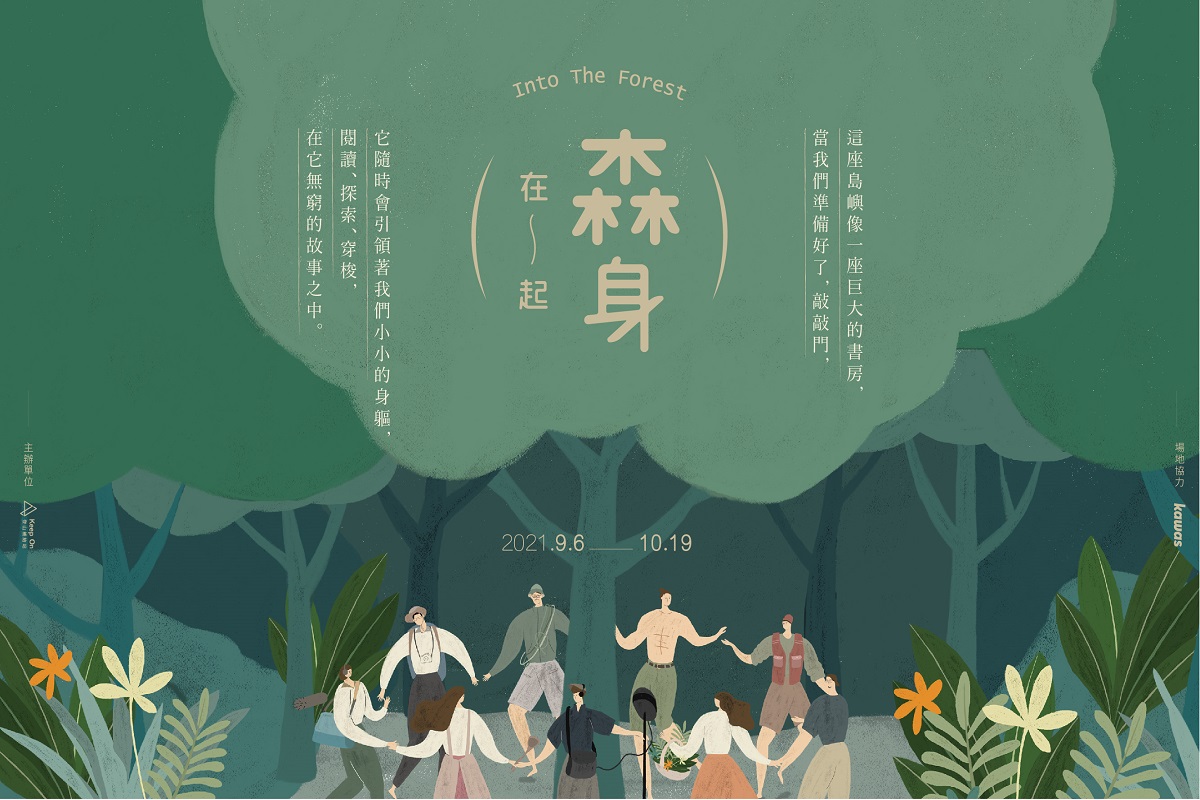 Into The Forest
森身
在~起
這座島嶼像一座巨大的書房，
當我們準備好了，敲敲門，
它隨時會引領著我們小小的身軀，
閱讀、探索、穿梭，
在它無窮的故事之中。
2021.9.6 ____ 10.19
場地協力
kawas
主辦單位
Keep On